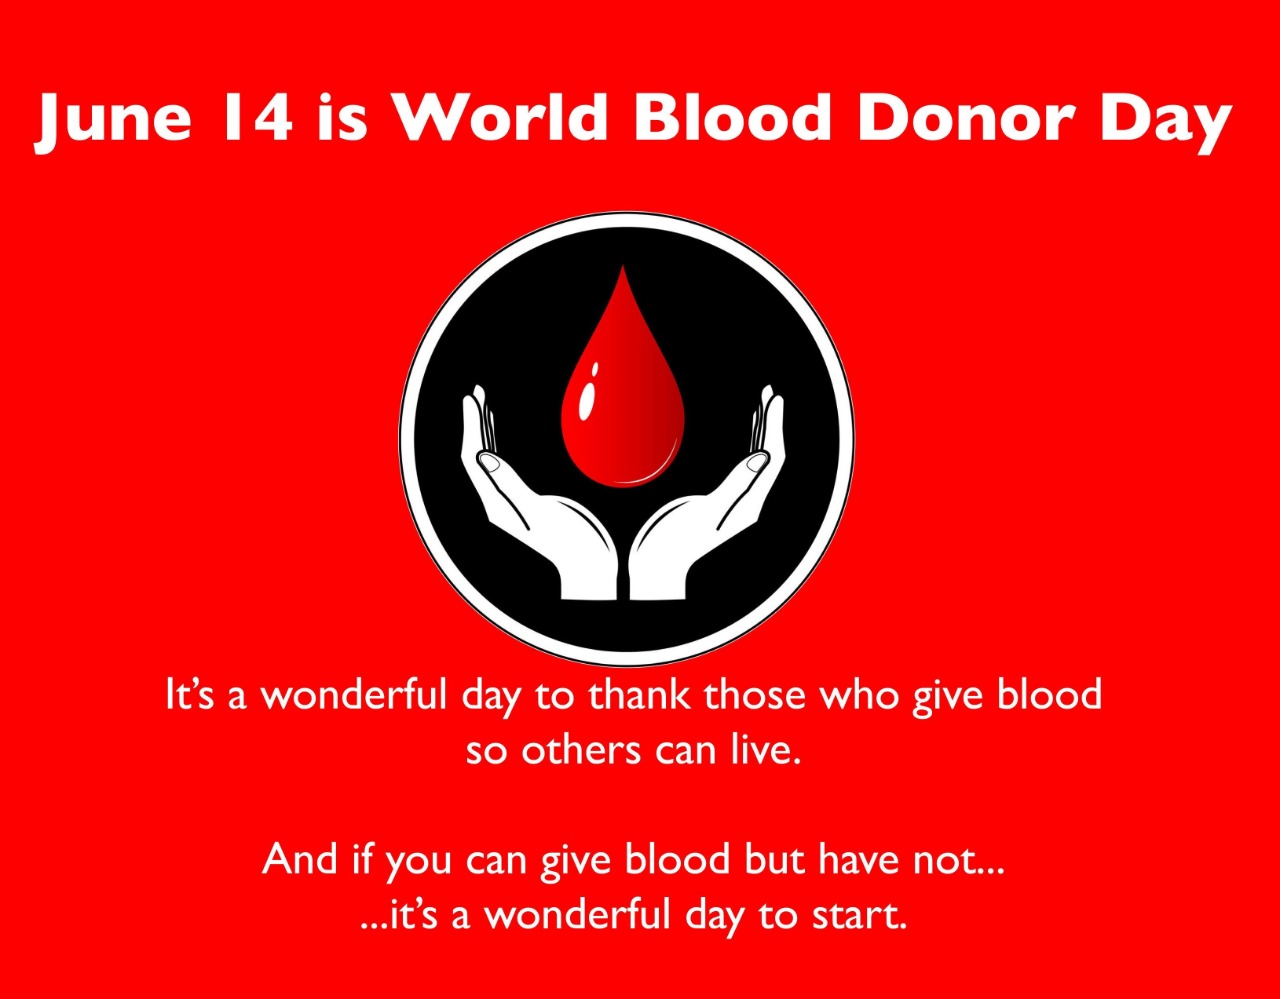 June 14 is World Blood Donor Day
It’s a wonderful day to thank those who give blood
so others can live.
And if you can give blood but have not...
...it’s a wonderful day to start.